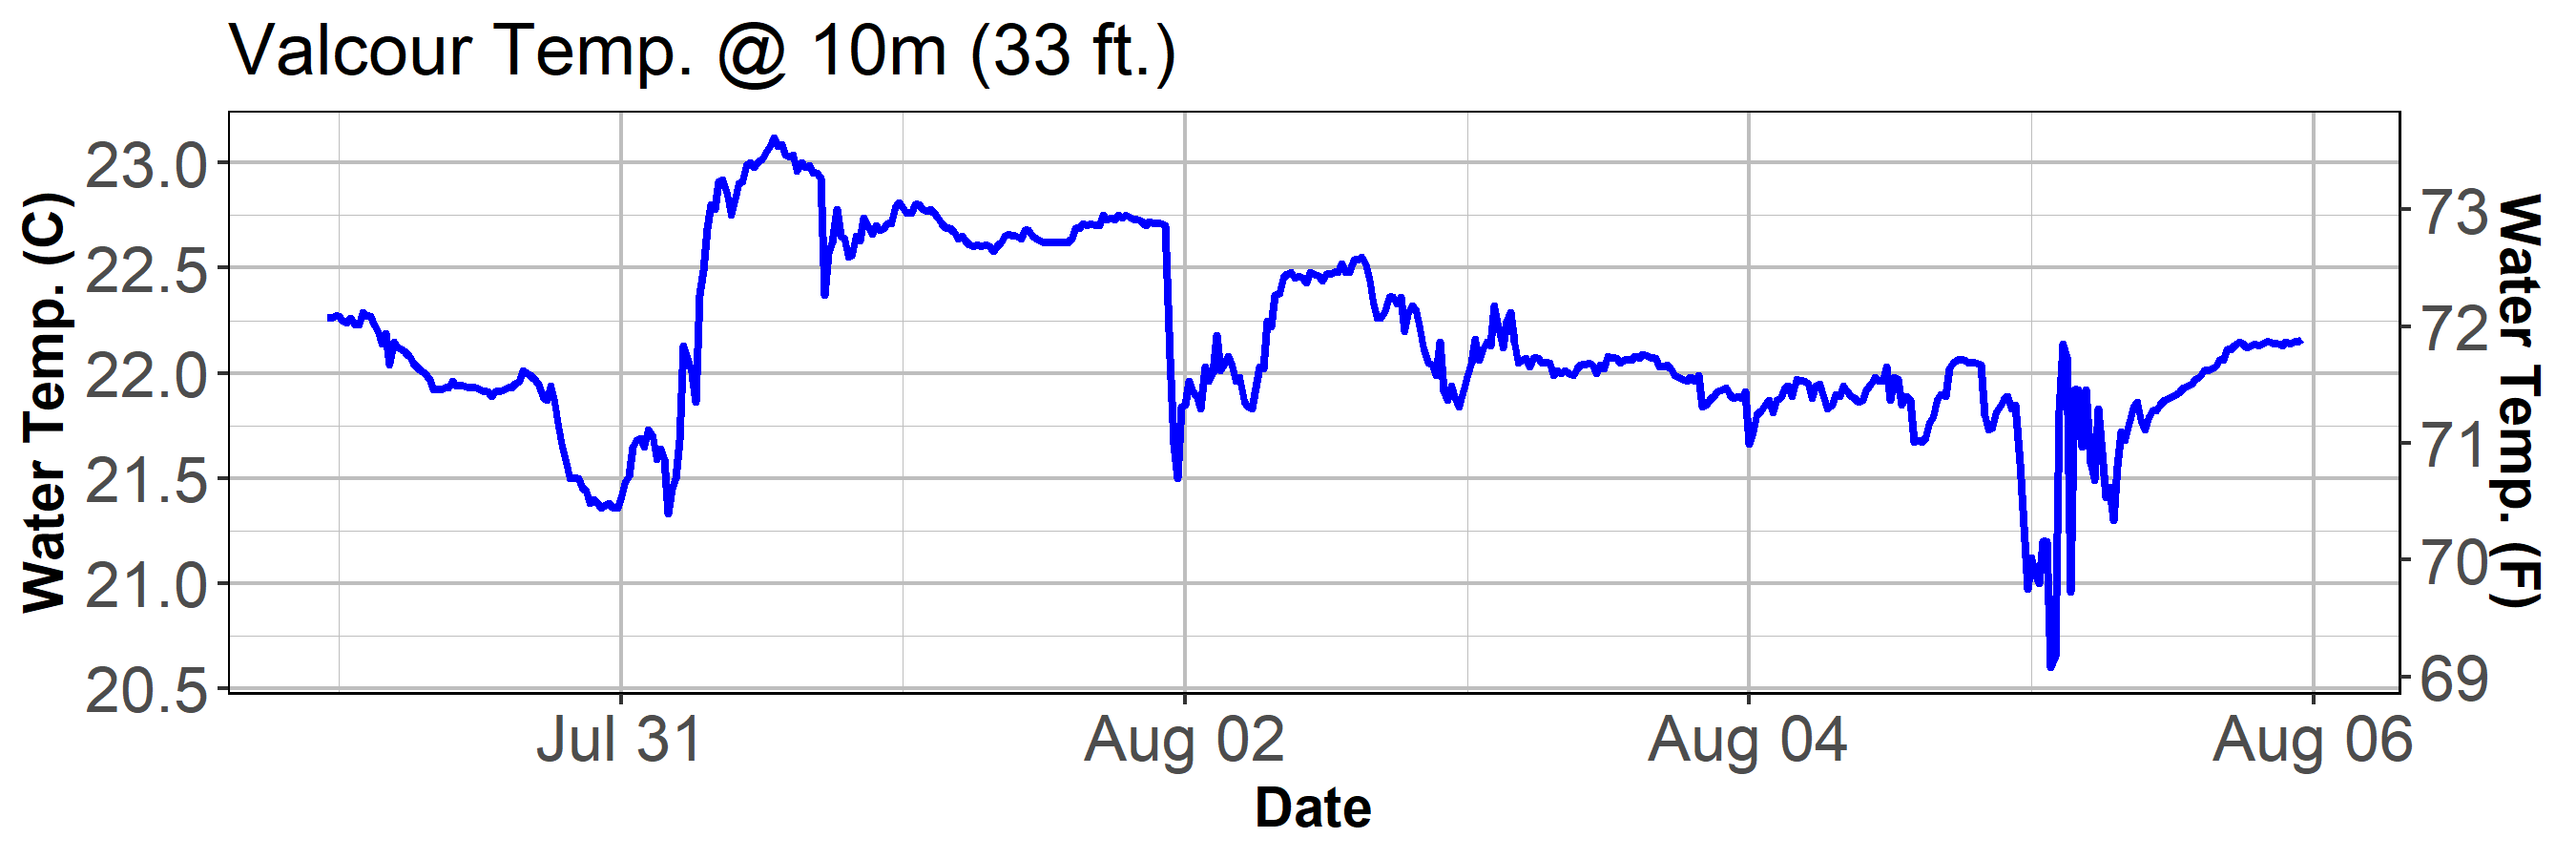 Valcour Temp. @ 10m (33 ft.)
Water Temp. (C)
23.0
22.5
22.0
21.5
21.0
20.5
73
72
71
70
69
Water Temp. (F)
Jul 31 Aug 02 Aug 04 Aug 06
Date